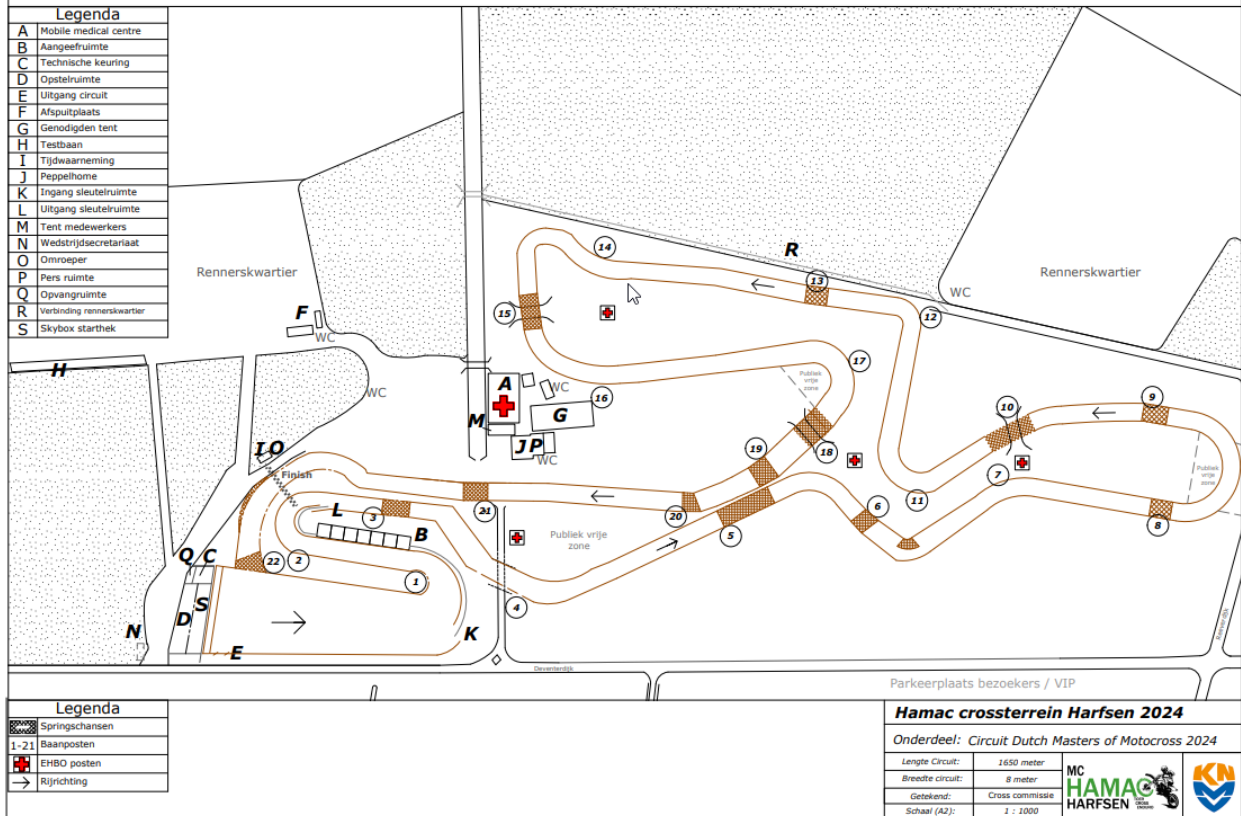 Legenda
A Mobile medical centre
B Aangeefruimte
C Technische keuring
D Opstelruimte
E Uitgang circuit
F Afspuitplaats
G Genodigden tent
H Testbaan
I Tijdwaarneming
J Peppelhome
K Ingang sleutelruimte
L Uitgang sleutelruimte
M Tent medewerkers
N Wedstrijdsecretariaat
O Omroeper
P Pers ruimte
Q Opvangruimte
R Verbinding rennerskwartier
S Skybox starthek
Rennerskwartier
Rennerskwartier
R
14
13
WC
12
15
F
WC
17
H
WC
A
WC
16
Publiek
vrije
zone
G
M
J P
WC
10
9
18
19
I O
Finish
7
Publiek
vrije
zone
11
L
3
21
20
6
5
8
B
Publiek vrije
zone
22
2
1
Q C
S
D
4
N
E
K
Deventerdijk
Parkeerplaats bezoekers / VIP
Legenda
Springschansen
1-21 Baanposten
EHBO posten
Rijrichting
Hamac crossterrein Harfsen 2024
Onderdeel: Circuit Dutch Masters of Motocross 2024
Lengte Circuit: 1650 meter
Breedte circuit: 8 meter
Getekend: Cross commissie
Schaal (A2): 1 : 1000
MC
HAMAC
HARFSEN
KN